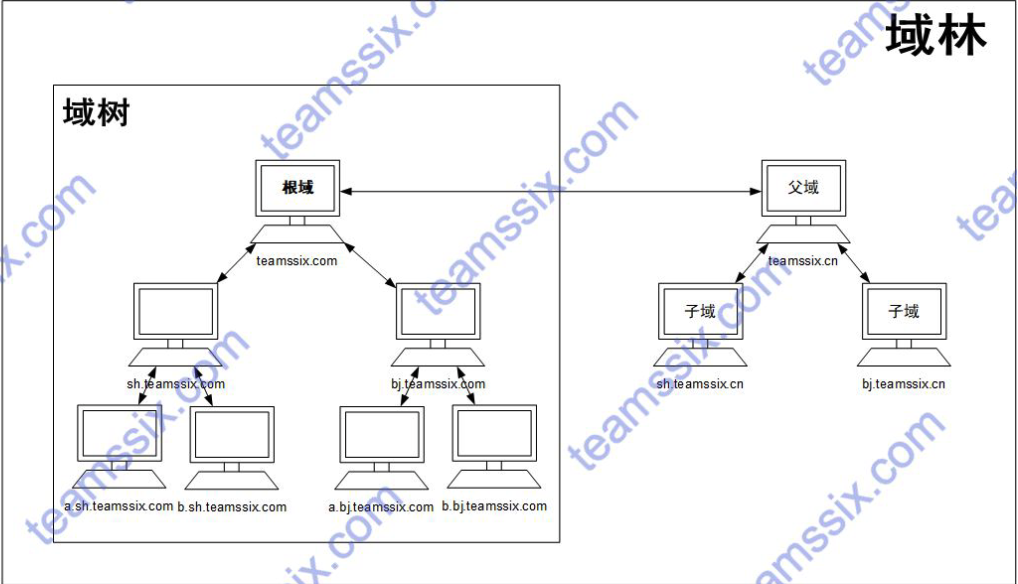 域林
域树
根域
父域
teamssix.com
teamssix.cn
子域
子域
sh.teamssix.com
bj.teamssix.com
sh.teamssix.cn
bj.teamssix.cn
a.sh.teamssix.com
b.sh.teamssix.com
a.bj.teamssix.com
b.bj.teamssix.com
teamssix.com
teamssix.com
teamssix.com
teamssix.com
teamssix.com